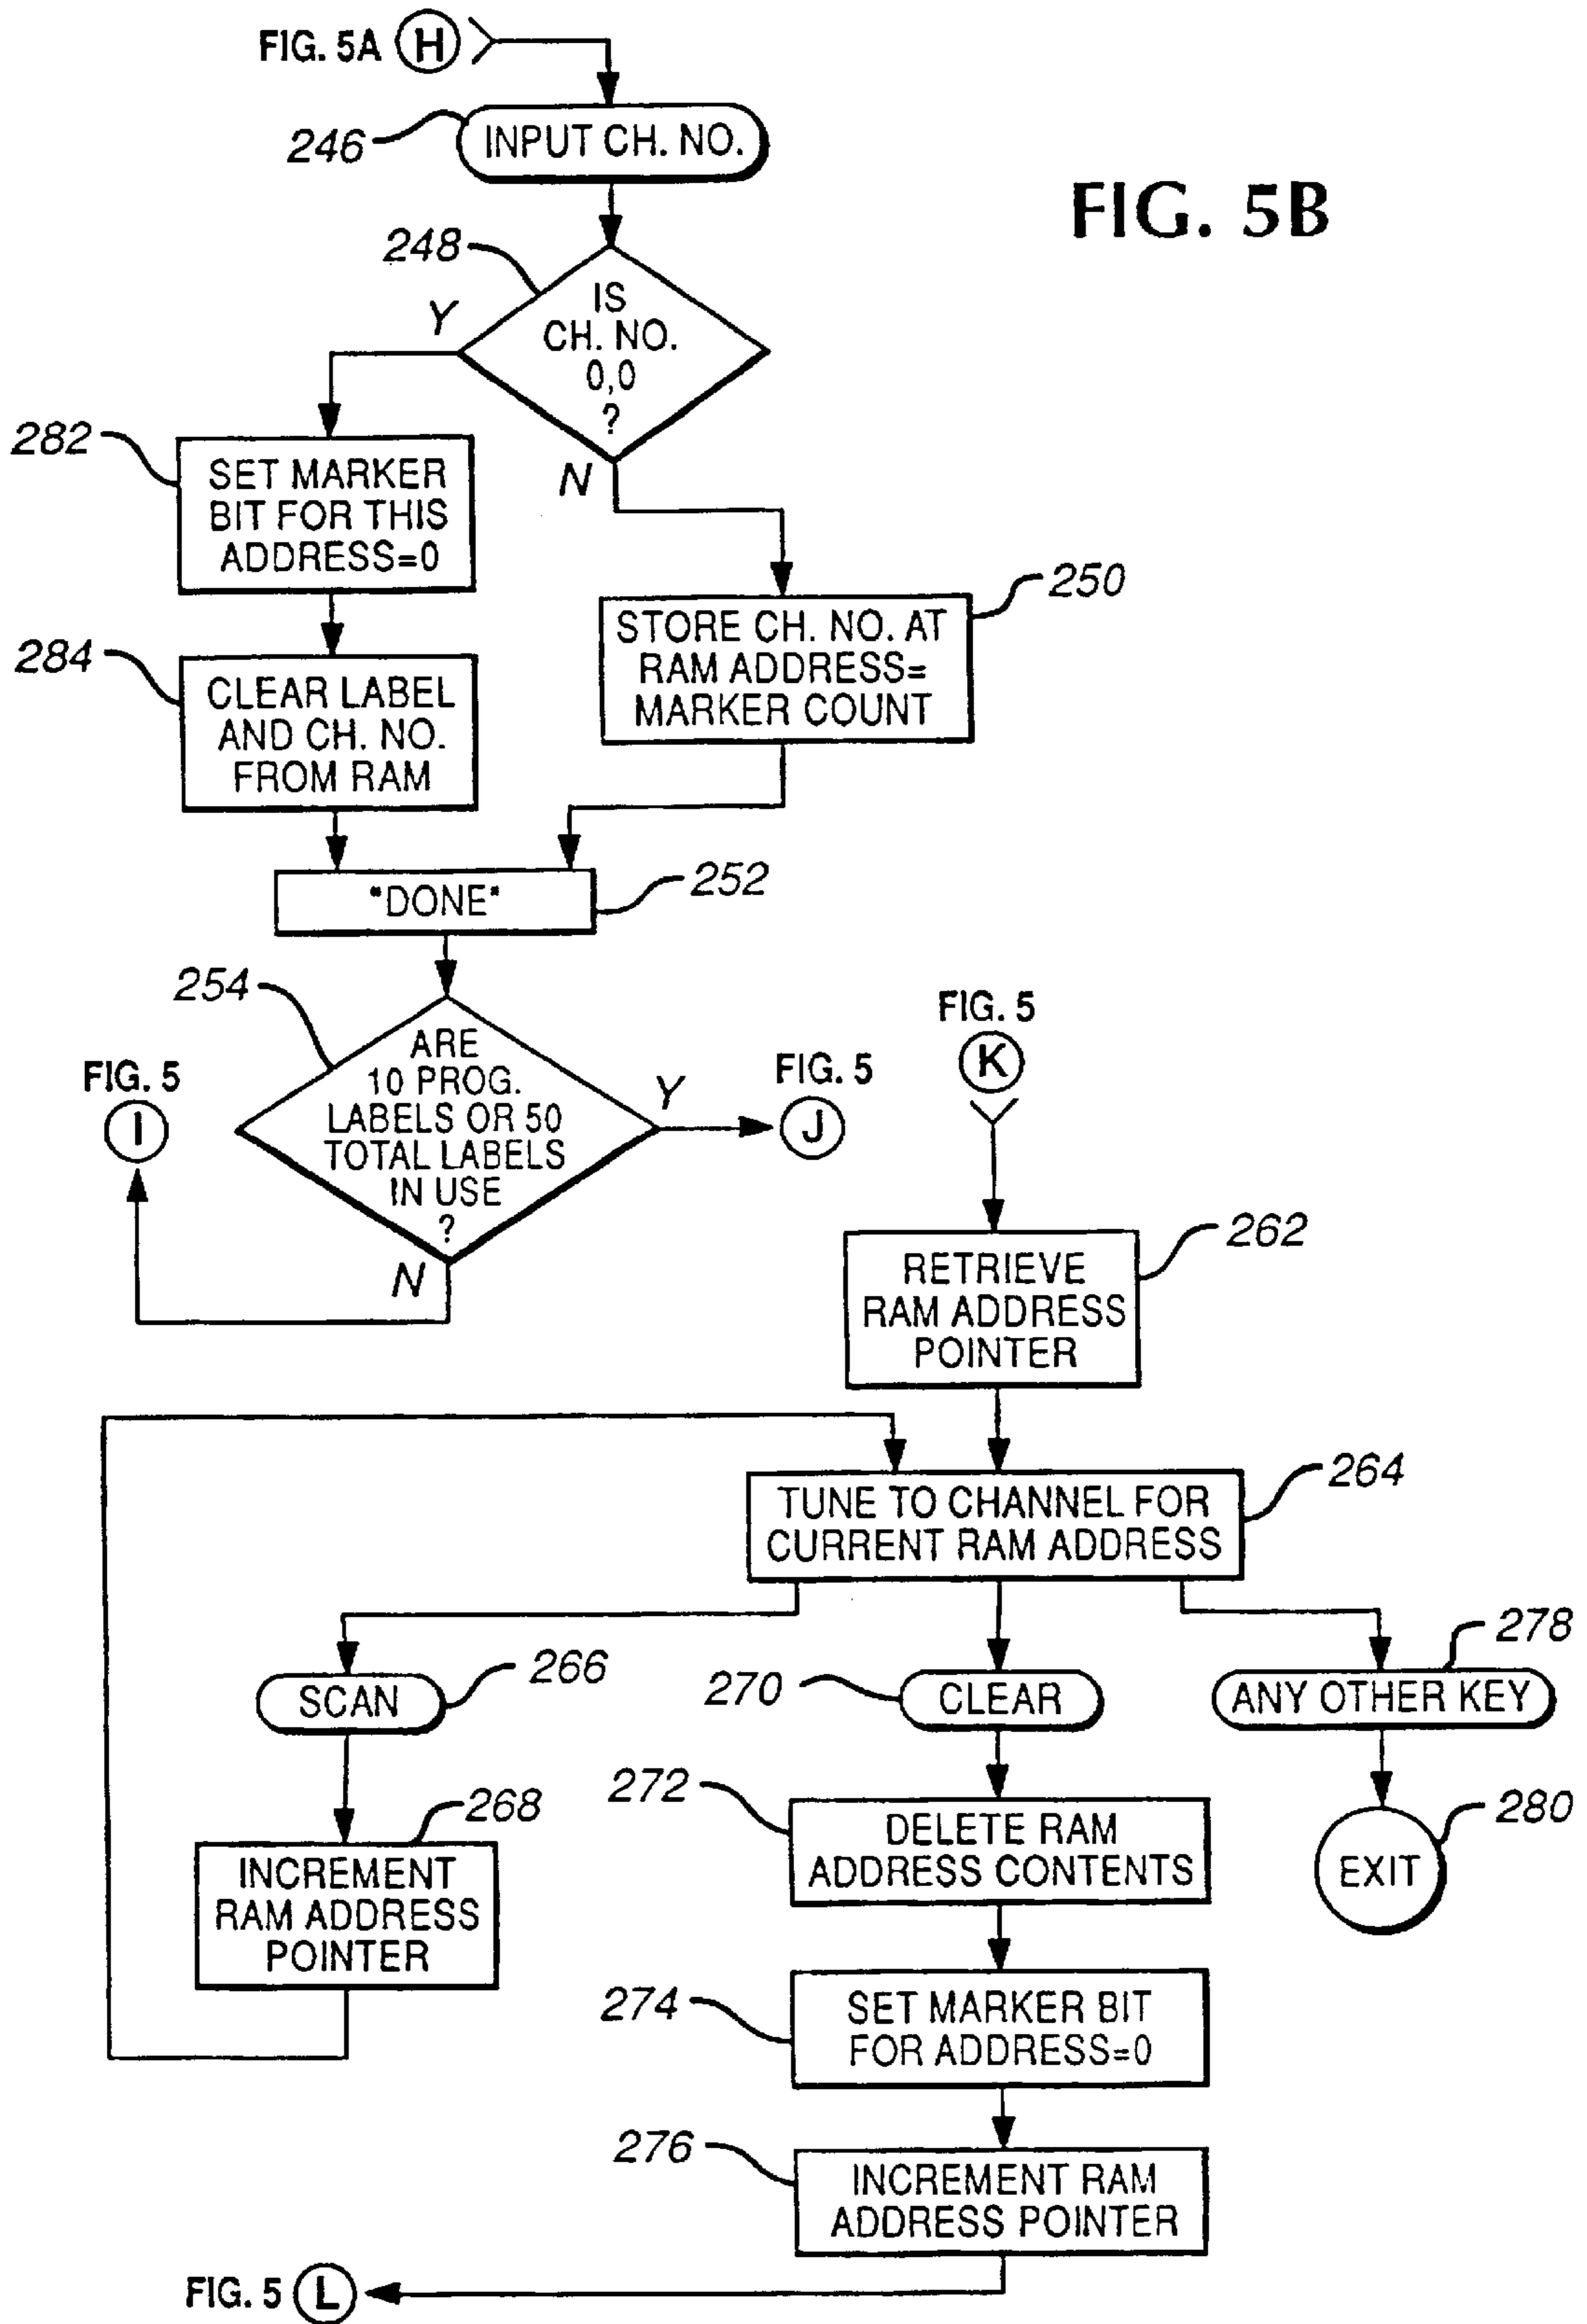 FIG. 5A H
246
INPUT CH. NO.
FIG. 5B
248
Y
IS
CH. NO.
0,0
?
N
282
SET MARKER
BIT FOR THIS
ADDRESS=0
250
STORE CH. NO. AT
RAM ADDRESS=
MARKER COUNT
284
CLEAR LABEL
AND CH. NO.
FROM RAM
"DONE"
252
254
ARE
10 PROG.
LABELS OR 50
TOTAL LABELS
IN USE
?
Y
N
FIG. 5
I
FIG. 5
J
FIG. 5
K
262
RETRIEVE
RAM ADDRESS
POINTER
264
TUNE TO CHANNEL FOR
CURRENT RAM ADDRESS
266
SCAN
270
CLEAR
278
ANY OTHER KEY
268
INCREMENT
RAM ADDRESS
POINTER
272
DELETE RAM
ADDRESS CONTENTS
280
EXIT
274
SET MARKER BIT
FOR ADDRESS=0
276
INCREMENT RAM
ADDRESS POINTER
FIG. 5 L